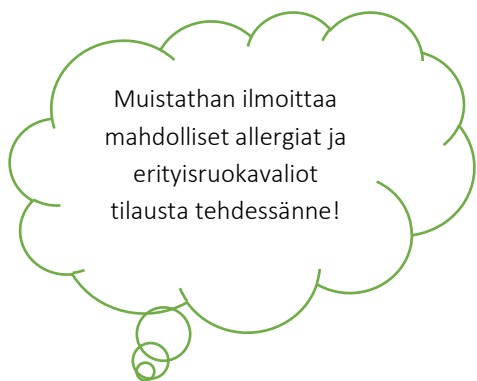 Muistathan ilmoittaa
mahdolliset allergiat ja
erityisruokavaliot
tilausta tehdessänne!